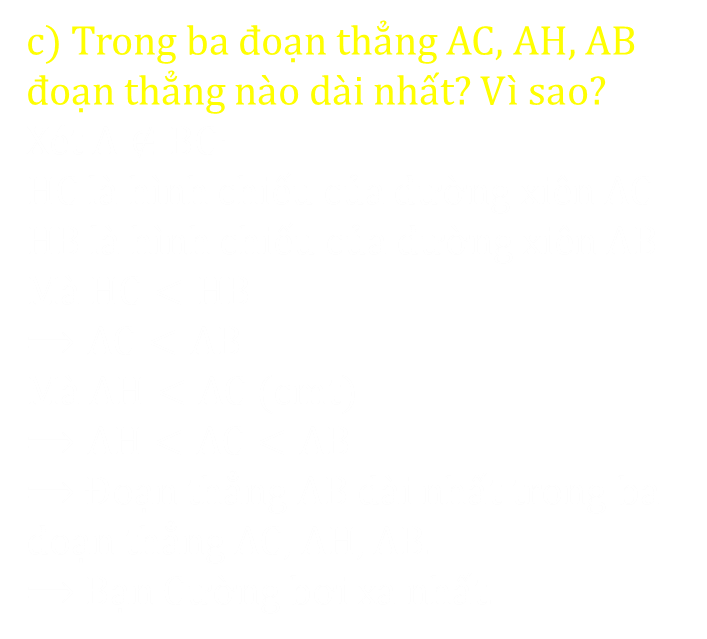 c) Trong ba đoạn thẳng AC, AH, AB
đoạn thẳng nào dài nhất? Vì sao?